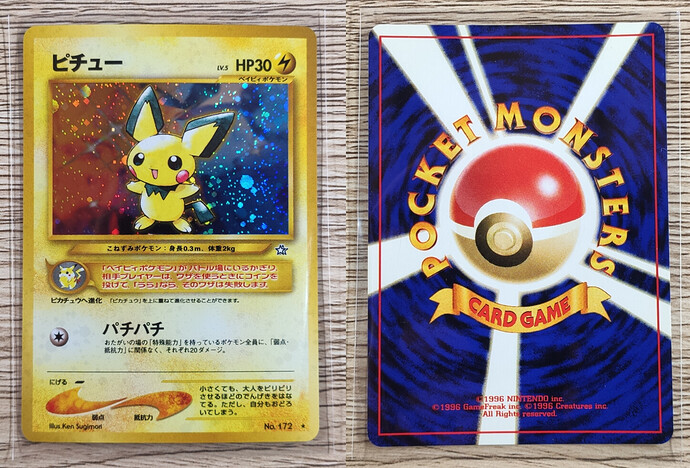 ピチュー
LV.5 HP30
ベイビィポケモン
こねずみポケモン：身長0.3m、体重2kg
「ベイビィポケモン」がバトル場にいるかぎり
相手プレイヤーは、ワザを使うときにコインを
投げて、「うら」なら、そのワザは失敗します。
ピカチュウへ進化 「ピカチュウ」を上に重ねて進化させることができます。
パチパチ
おたがいの場の「特殊能力」を持っているポケモン全員に、「弱点・
抵抗力」に関係なく、それぞれ20ダメージ。
にげる
弱点 抵抗力
小さくても、大人をビリビリ
させるほどのでんげきをはな
てる。ただし、自分もおどろ
いてしまう。
Illus.Ken Sugimori
No.172
POCKET MONSTERS
CARD GAME
©1996 NINTENDO inc.
©1996 GameFreak inc. ©1996 Creatures inc.
All rights reserved.